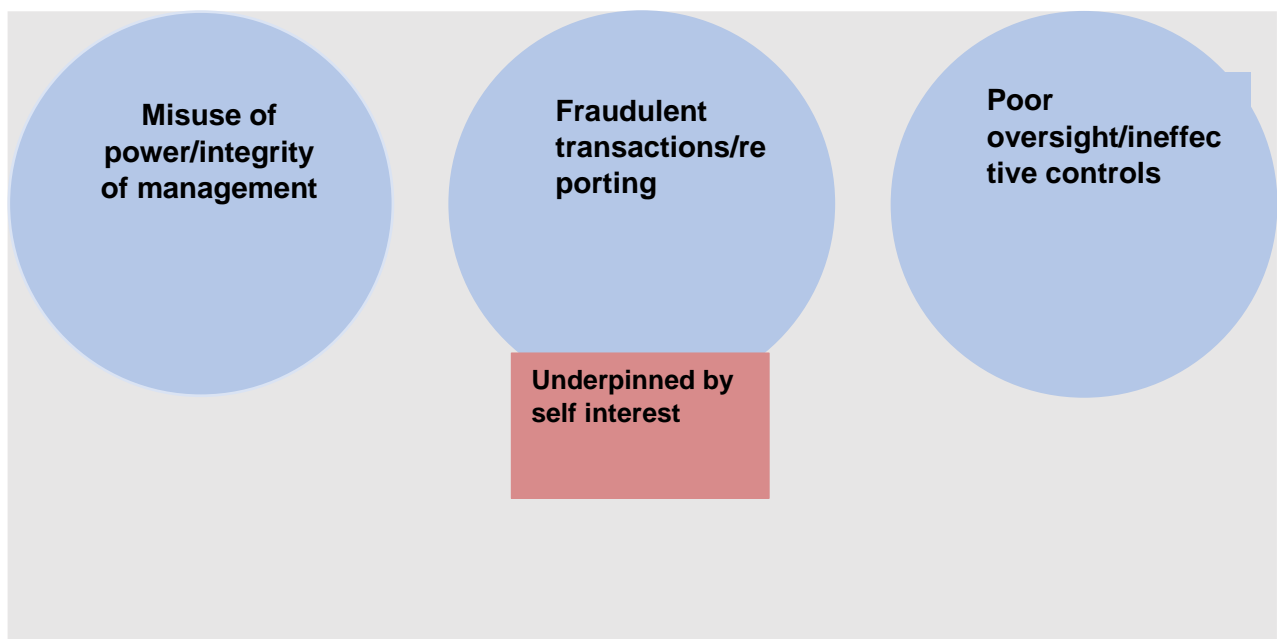 Misuse of
power/integrity
of management
Fraudulent
transactions/re
porting
Poor
oversight/ineffec
tive controls
Underpinned by
self interest